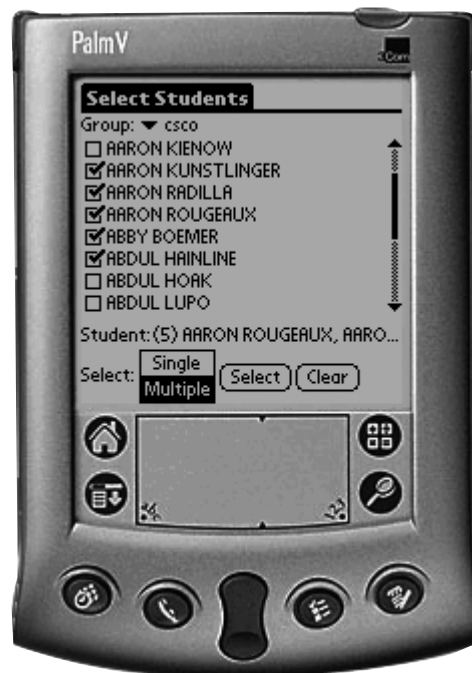 PalmV
3Com
Select Students
Group: csco
AARON KIENOW
AARON KUNSTLINGER
AARON RADILLA
AARON ROUGEAUX
ABBY BOEMER
ABDUL HAINLINE
ABDUL HOAK
ABDUL LUPO
Student: (5) AARON ROUGEAUX, AARO...
Select: Single Multiple Select Clear
123